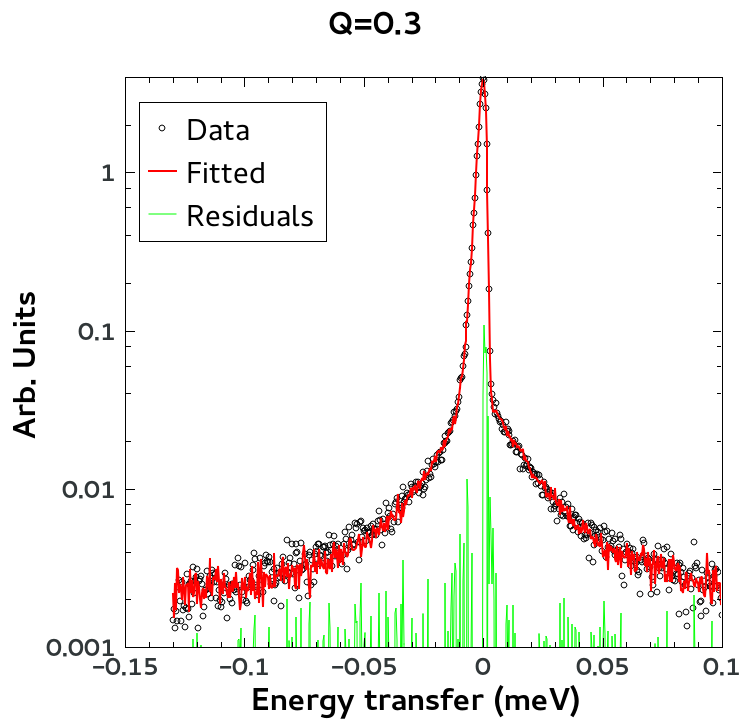 Q=0.3
Data
Fitted
Residuals
Arb. Units
1
0.1
0.01
0.001
-0.15
-0.1
-0.05
0
0.05
0.1
Energy transfer (meV)